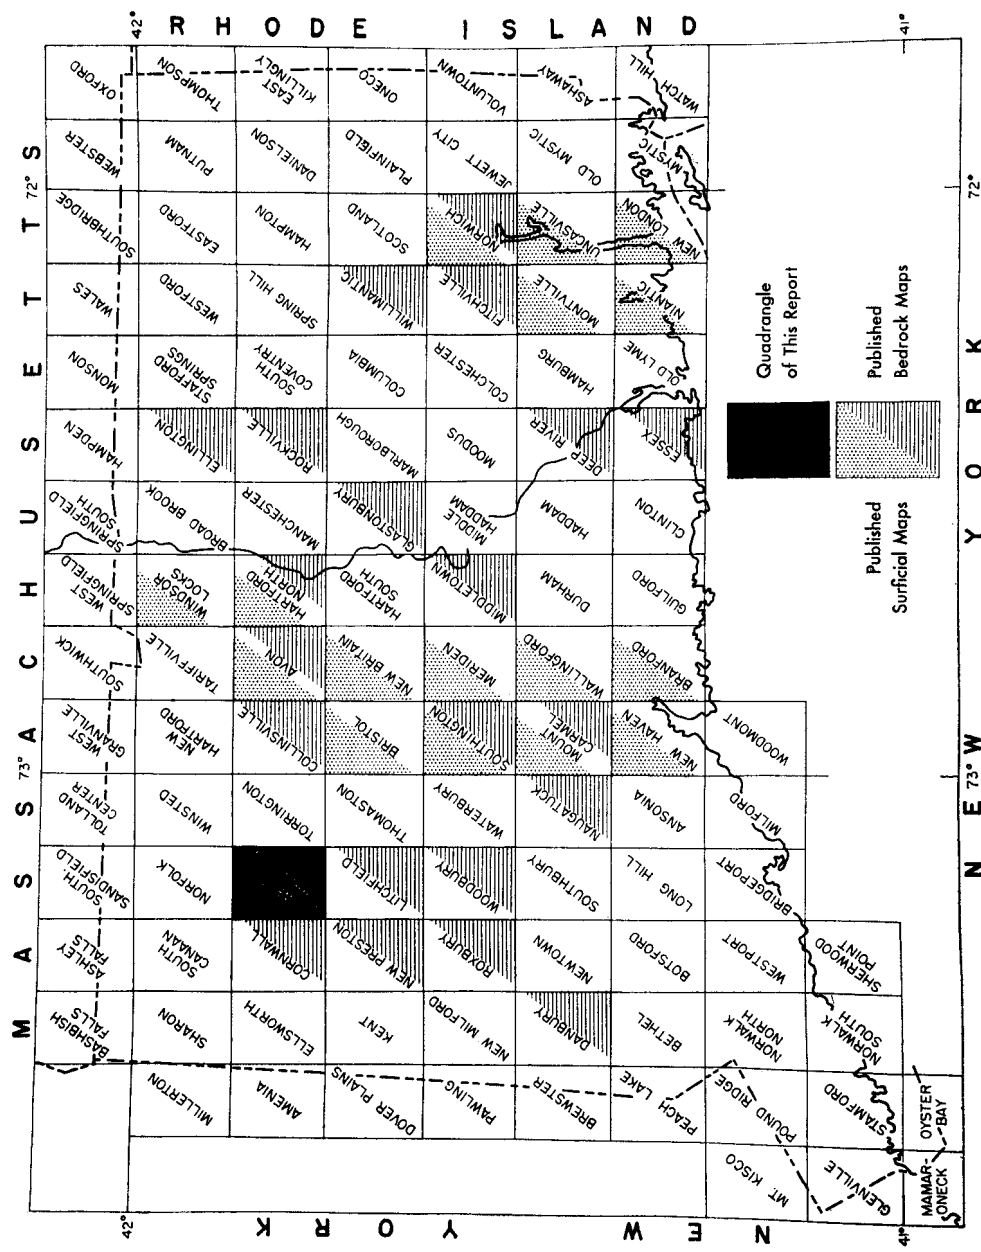 MASSACHUSETTS
42°
73°
72°
42°
BASHBISH
FALLS
ASHLEY
FALLS
SOUTH
SANDISFIELD
TOLLAND
CENTER
WEST
GRANVILLE
SOUTHWICK
WEST
SPRINGFIELD
SPRINGFIELD
SOUTH
HAMPDEN
MONSON
WALES
SOUTHBRIDGE
WEBSTER
OXFORD
MILLERTON
SHARON
SOUTH
CANAAN
NORFOLK
WINSTED
NEW
HARTFORD
TARIFFVILLE
WINDSOR
LOCKS
BROAD BROOK
ELLINGTON
STAFFORD
SPRINGS
WESTFORD
EASTFORD
PUTNAM
THOMPSON
AMENIA
ELLSWORTH
CORNWALL
TORRINGTON
COLLINSVILLE
AVON
HARTFORD
NORTH
MANCHESTER
ROCKVILLE
SOUTH
COVENTRY
SPRING HILL
HAMPTON
DANIELSON
EAST
KILLINGLY
DOVER PLAINS
KENT
NEW PRESTON
LITCHFIELD
THOMASTON
BRISTOL
NEW BRITAIN
HARTFORD
SOUTH
GLASTONBURY
MARLBOROUGH
COLUMBIA
WILLIMANTIC
SCOTLAND
PLAINFIELD
ONECO
PAWLING
NEW MILFORD
ROXBURY
WOODBURY
WATERBURY
SOUTHINGTON
MERIDEN
MIDDLETOWN
MIDDLE
HADDAM
MOODUS
COLCHESTER
FITCHVILLE
NORWICH
JEWETT CITY
VOLUNTOWN
BREWSTER
DANBURY
NEWTOWN
SOUTHBURY
NAUGATUCK
MOUNT
CARMEL
WALLINGFORD
DURHAM
HADDAM
DEEP
RIVER
HAMBURG
MONTVILLE
UNCASVILLE
OLD MYSTIC
ASHAWAY
PEACH LAKE
BETHEL
BOTSFORD
LONG HILL
ANSONIA
NEW HAVEN
BRANFORD
GUILFORD
CLINTON
ESSEX
OLD LYME
NIANTIC
NEW LONDON
MYSTIC
WATCH HILL
MT. KISCO
POUND RIDGE
NORWALK
NORTH
WESTPORT
BRIDGEPORT
MILFORD
WOODMONT
GLENVILLE
STAMFORD
NORWALK
SOUTH
SHERWOOD
POINT
MAMAR-
ONECK
OYSTER
BAY
RHODE ISLAND
NEW YORK
NEW YORK
41°
41°
73°
72°
Quadrangle
of This Report
Published
Surficial Maps
Published
Bedrock Maps